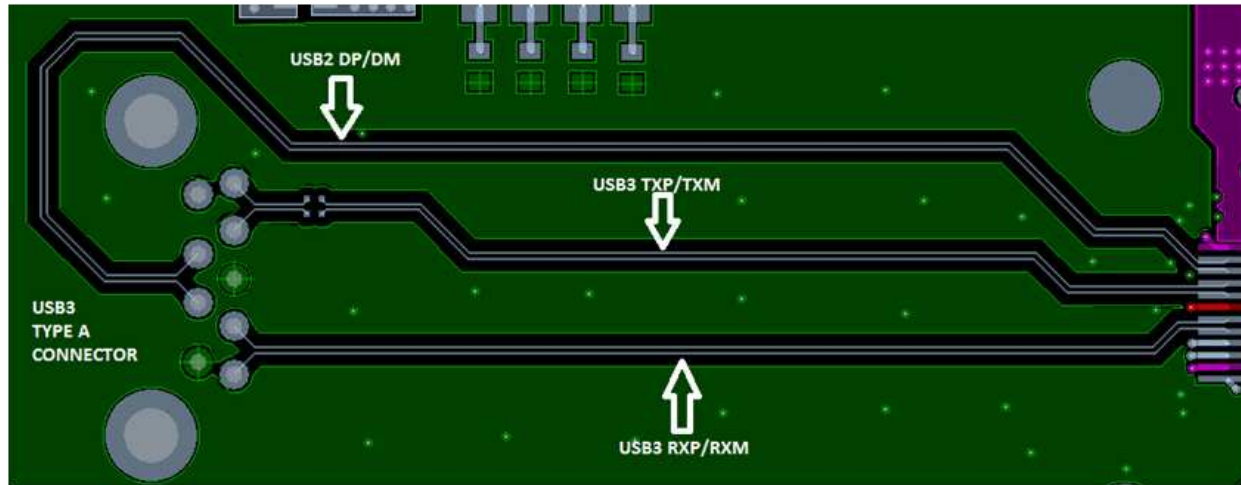 USB2 DP/DM
USB3 TXP/TXM
USB3
TYPE A
CONNECTOR
USB3 RXP/RXM